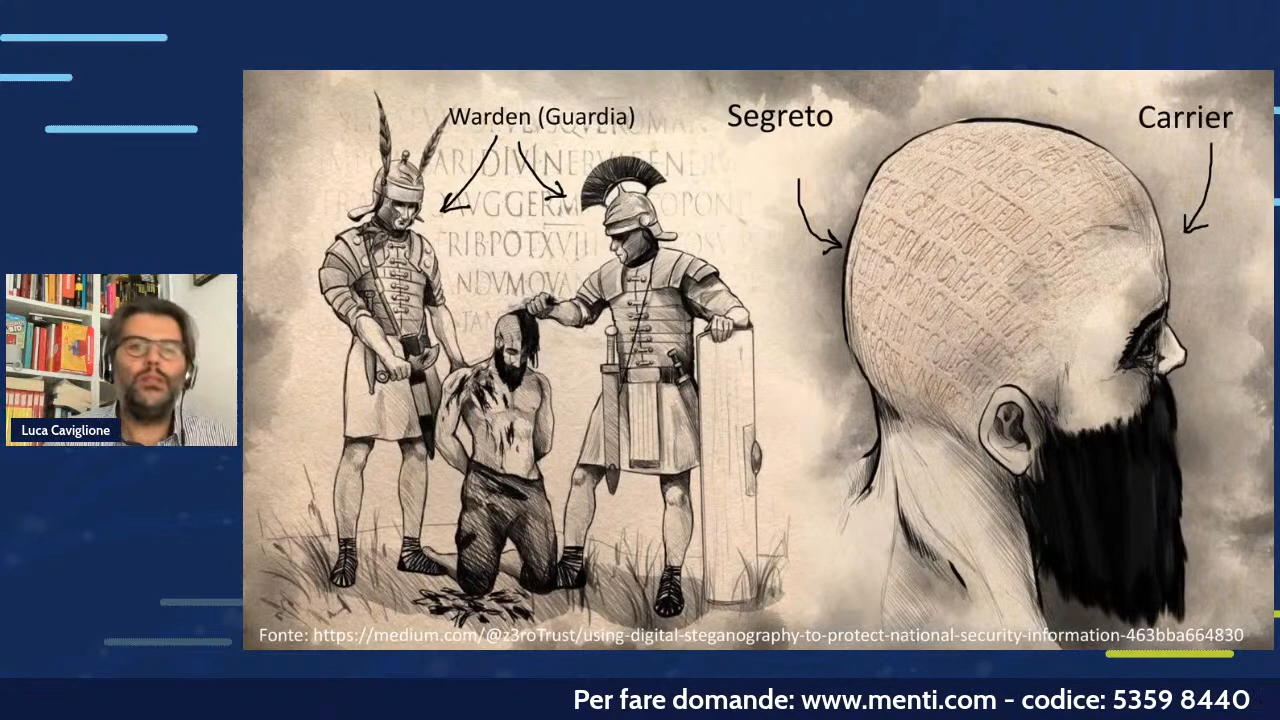 Warden (Guardia)
Segreto
Carrier
NDVMOVA
Luca Caviglione
Fonte: https://medium.com/@z3roTrust/using-digital-steganography-to-protect-national-security-information-463bba664830
Per fare domande: www.menti.com - codice: 5359 8440